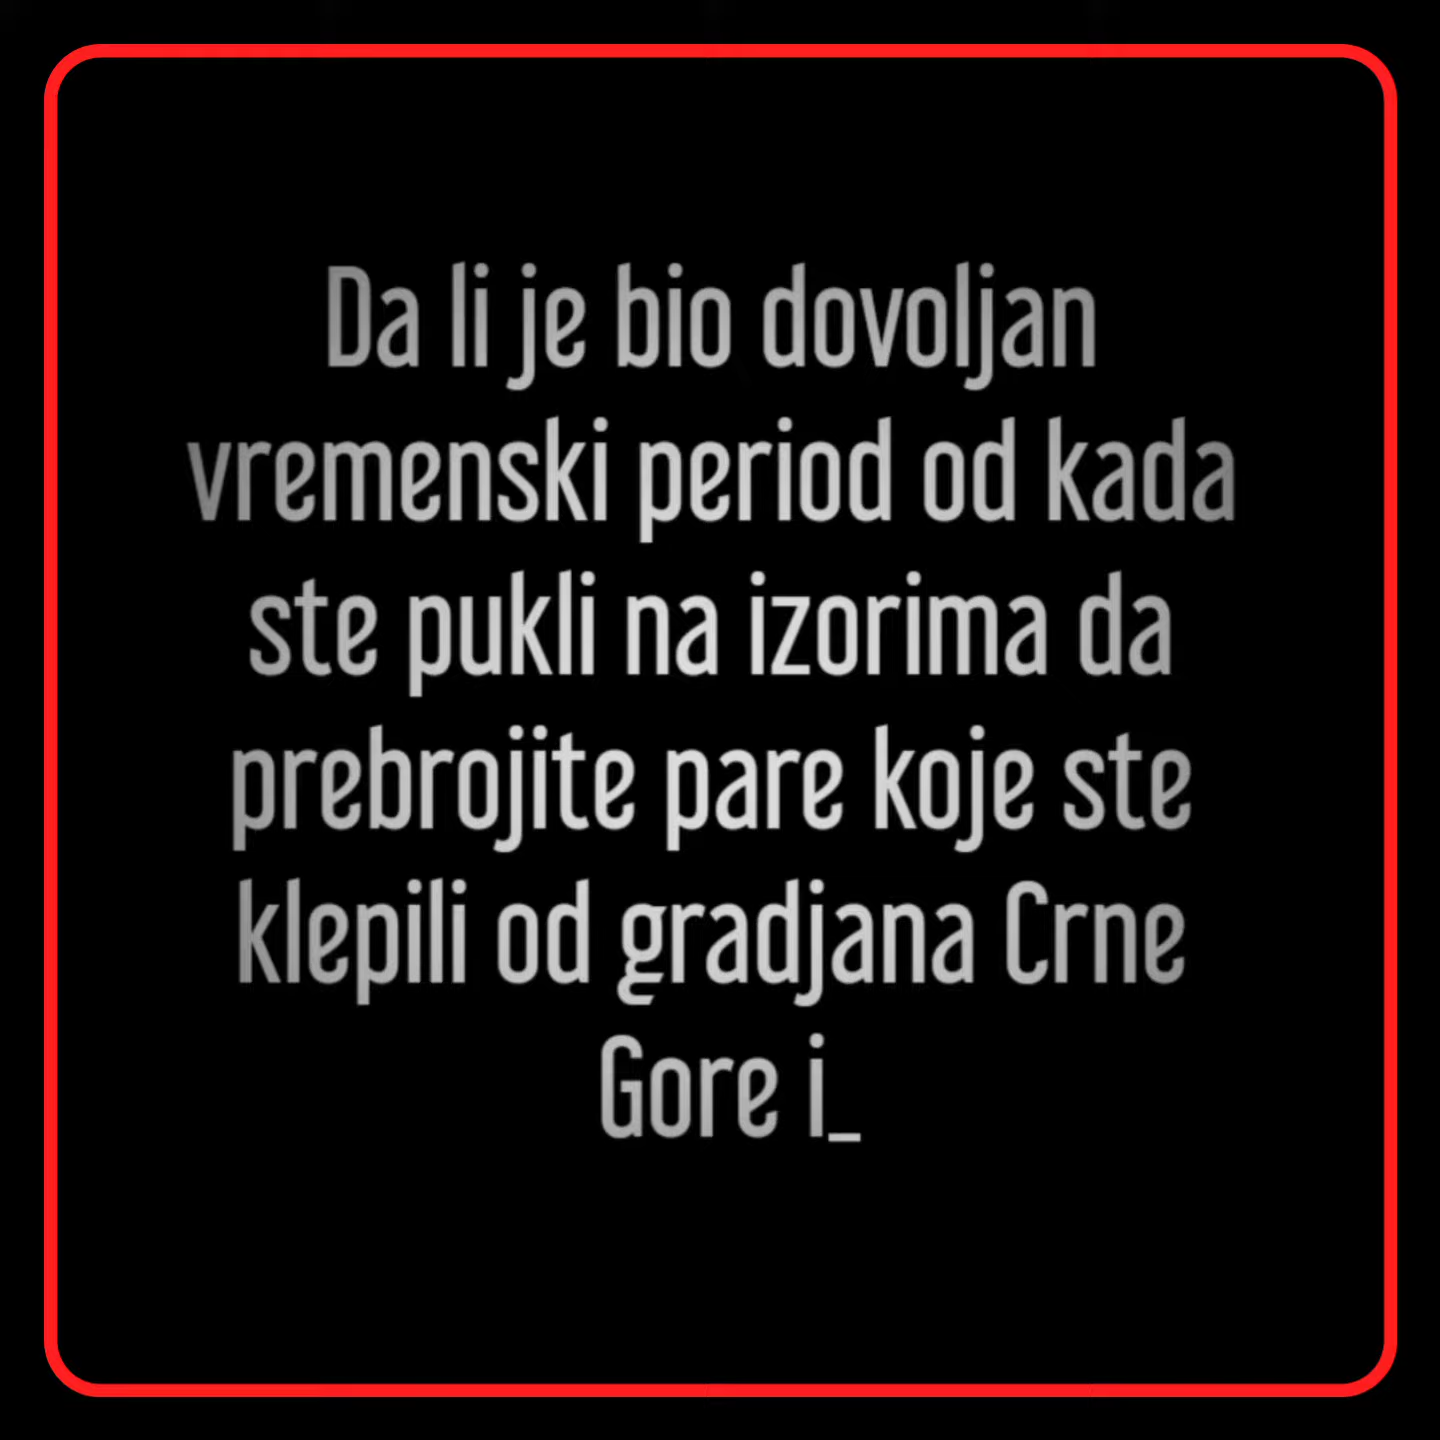 Da li je bio dovoljan
vremenski period od kada
ste pukli na izorima da
prebrojite pare koje ste
klepili od gradjana Crne
Gore i_